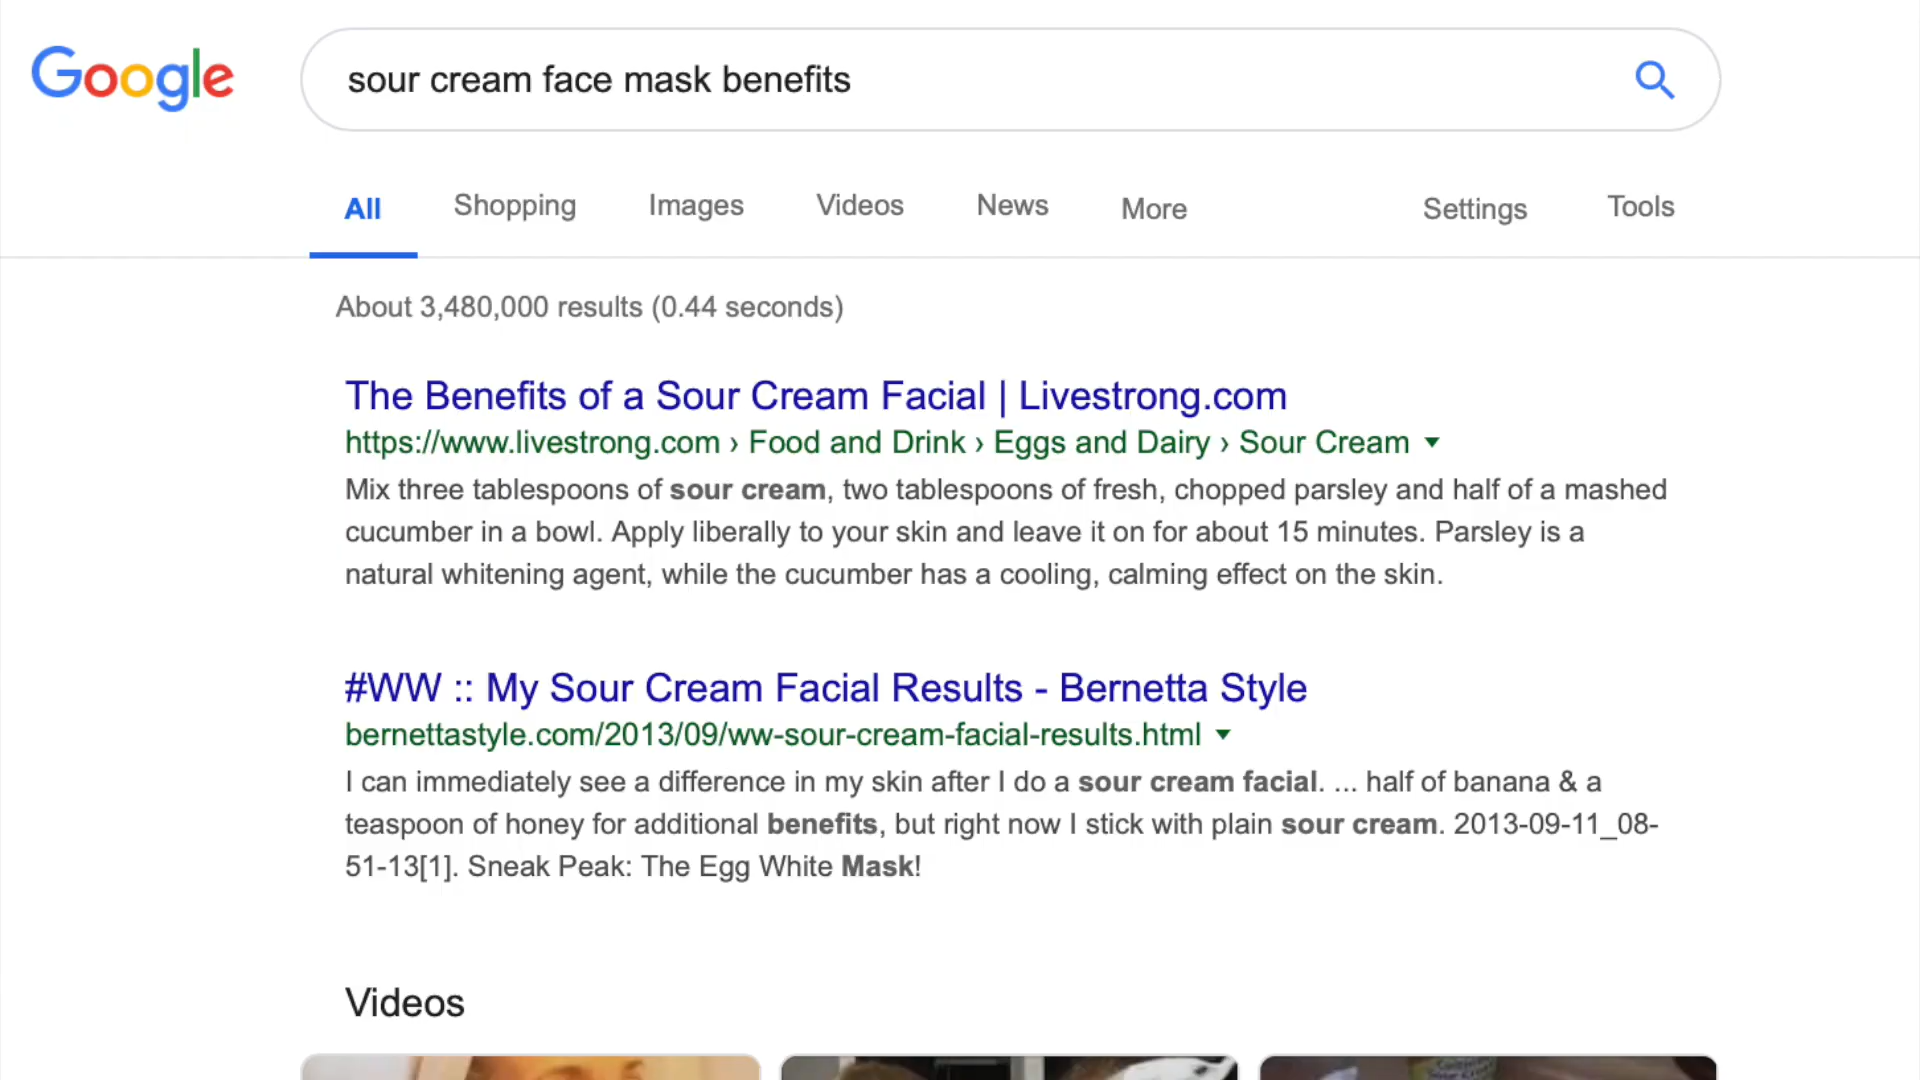 Google
sour cream face mask benefits
All Shopping Images Videos News More Settings Tools
About 3,480,000 results (0.44 seconds)
The Benefits of a Sour Cream Facial | Livestrong.com
https://www.livestrong.com › Food and Drink › Eggs and Dairy › Sour Cream
Mix three tablespoons of sour cream, two tablespoons of fresh, chopped parsley and half of a mashed
cucumber in a bowl. Apply liberally to your skin and leave it on for about 15 minutes. Parsley is a
natural whitening agent, while the cucumber has a cooling, calming effect on the skin.
#WW :: My Sour Cream Facial Results - Bernetta Style
bernettastyle.com/2013/09/ww-sour-cream-facial-results.html
I can immediately see a difference in my skin after I do a sour cream facial. ... half of banana & a
teaspoon of honey for additional benefits, but right now I stick with plain sour cream. 2013-09-11_08-
51-13[1]. Sneak Peak: The Egg White Mask!
Videos